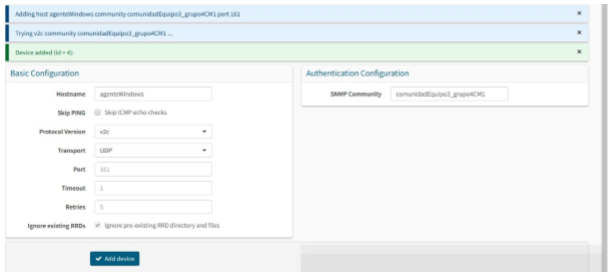 Adding host agenteWindows community comunidadEquipo3_grupo4CM1 port 161
Trying v2c community comunidadEquipo3_grupo4CM1 ...
Device added (id = 4)
Basic Configuration
Hostname agenteWindows
Skip PING Skip ICMP echo checks
Protocol Version v2c
Transport UDP
Port 161
Timeout 1
Retries 5
Ignore existing RRDs Ignore pre-existing RRD directory and files
Authentication Configuration
SNMP Community comunidadEquipo3_grupo4CM1
Add device